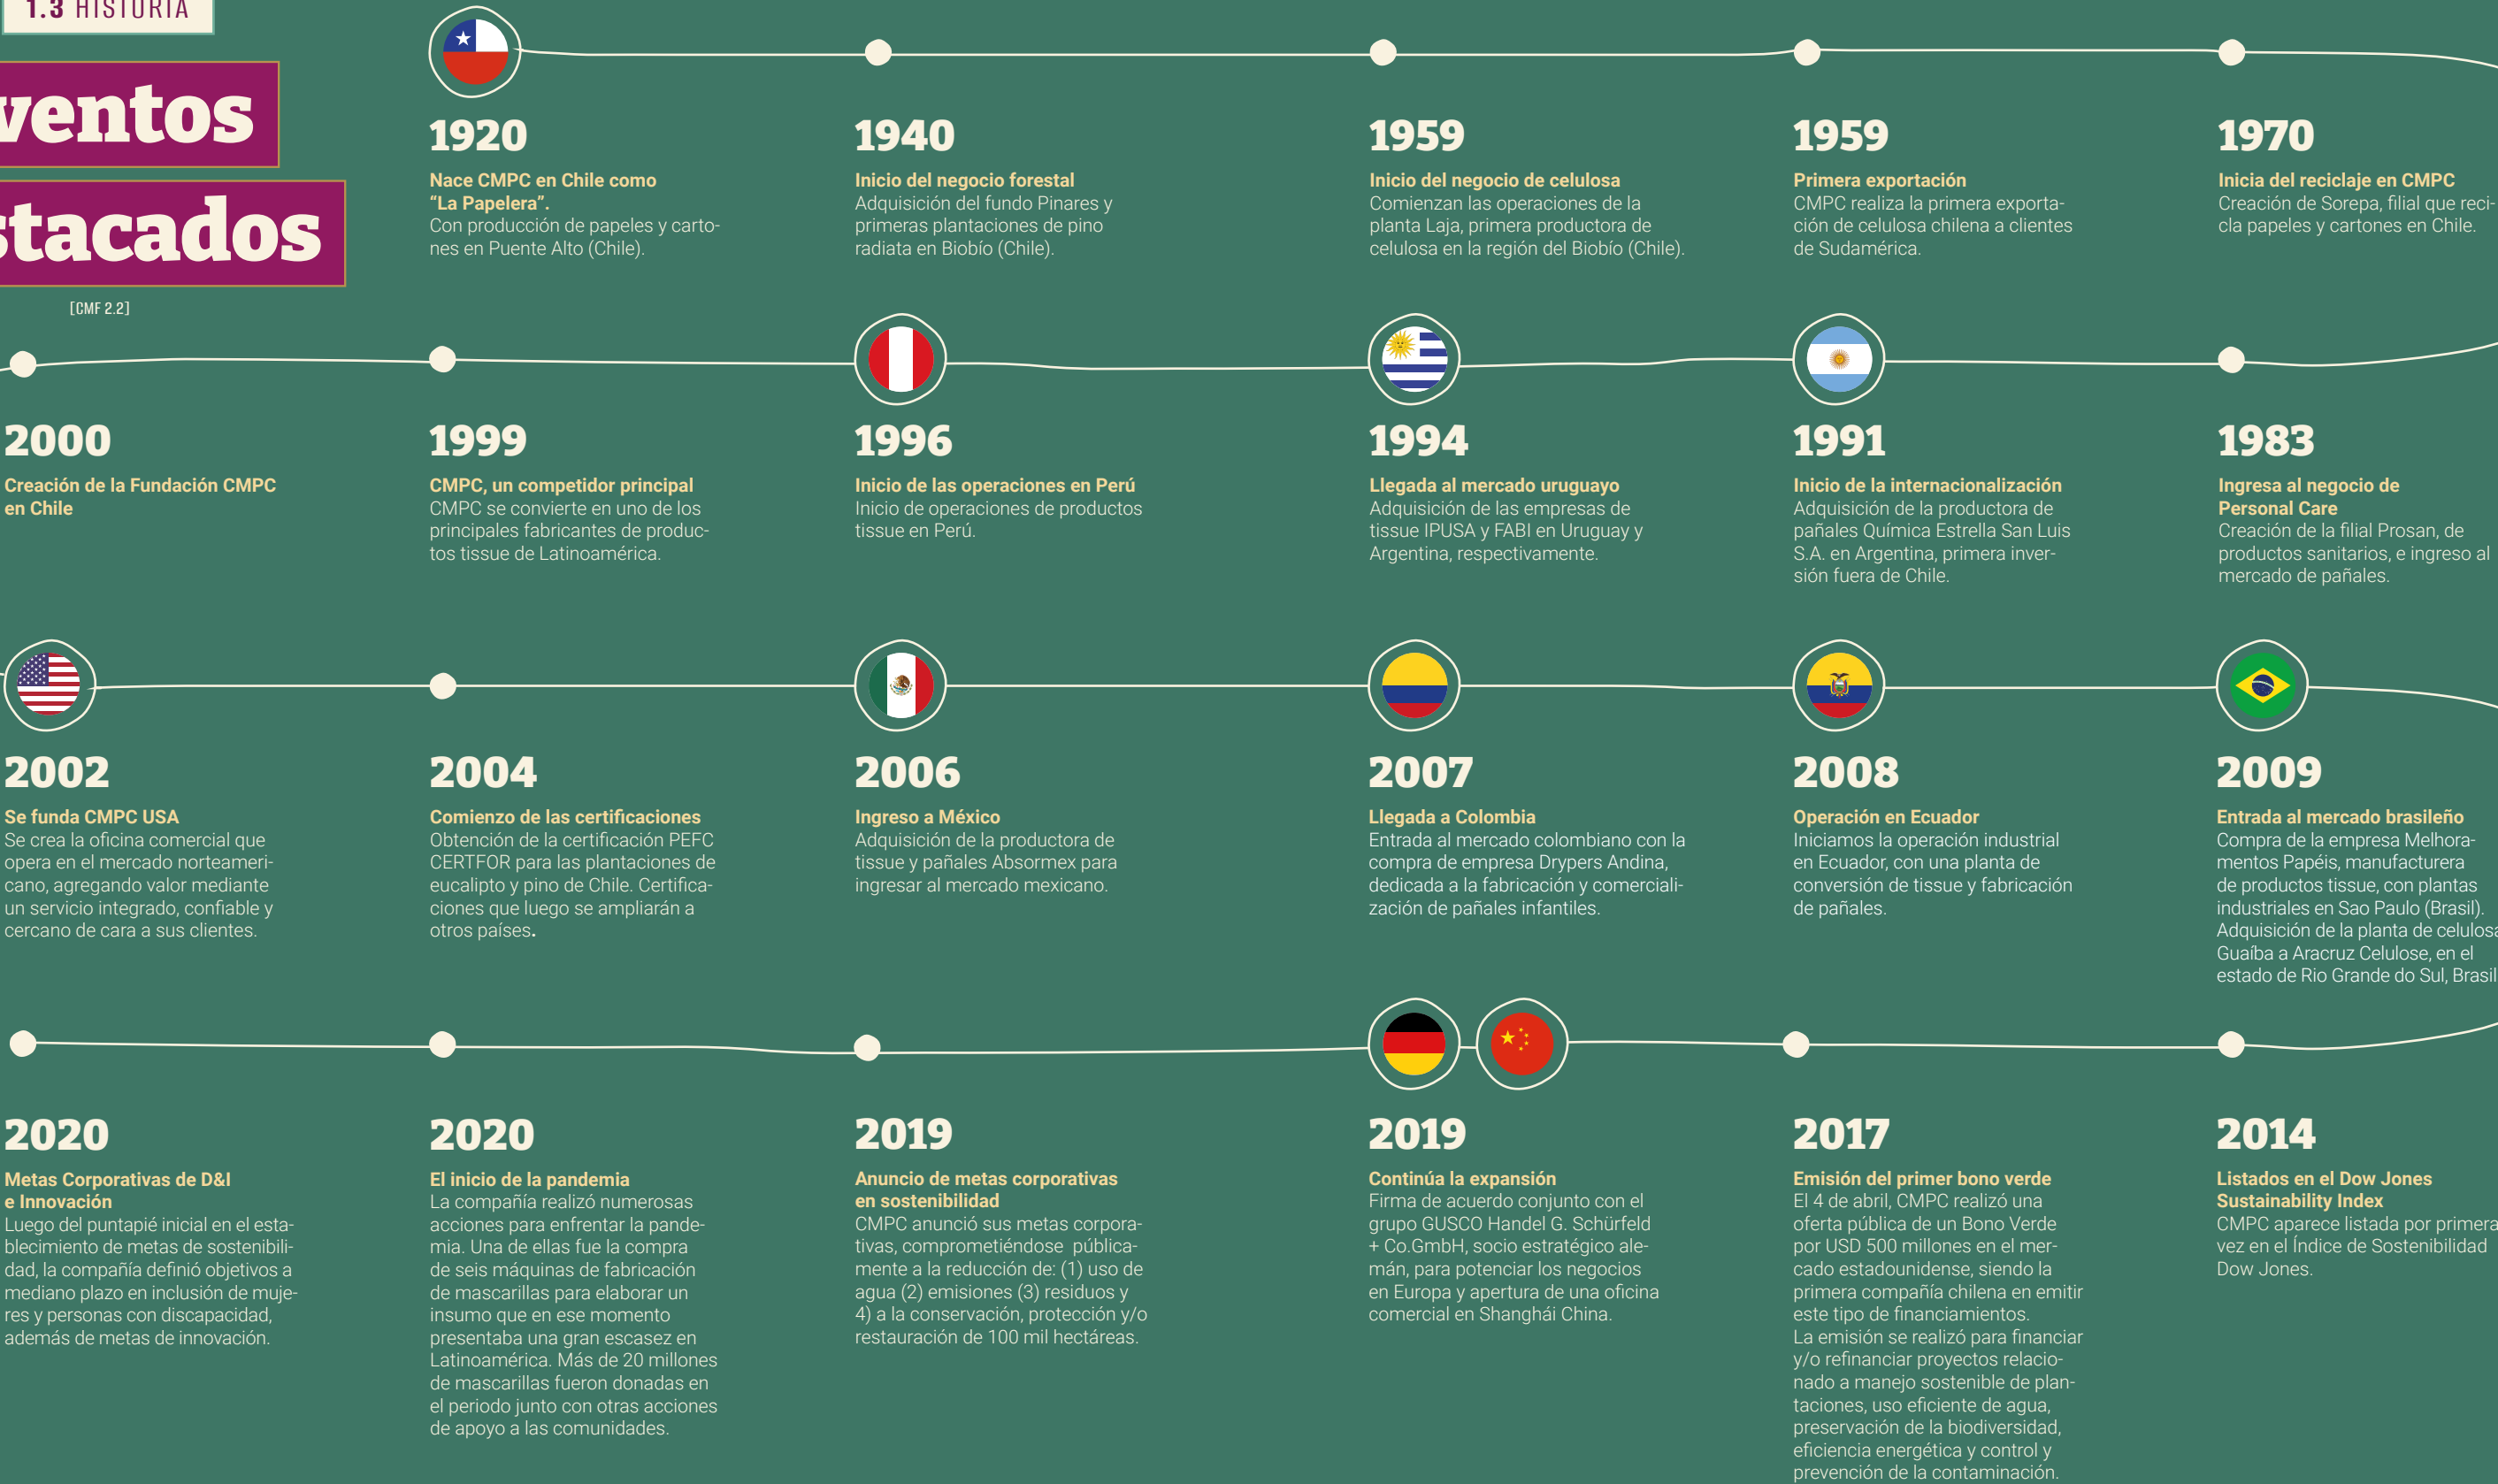 1.3 HISTORIA
ventos
stacados
[CMF 2.2]
1920
Nace CMPC en Chile como
“La Papelera”.
Con producción de papeles y carto-
nes en Puente Alto (Chile).
1940
Inicio del negocio forestal
Adquisición del fundo Pinares y
primeras plantaciones de pino
radiata en Biobío (Chile).
1959
Inicio del negocio de celulosa
Comienzan las operaciones de la
planta Laja, primera productora de
celulosa en la región del Biobío (Chile).
1959
Primera exportación
CMPC realiza la primera exporta-
ción de celulosa chilena a clientes
de Sudamérica.
1970
Inicia del reciclaje en CMPC
Creación de Sorepa, filial que reci-
cla papeles y cartones en Chile.
2000
Creación de la Fundación CMPC
en Chile
1999
CMPC, un competidor principal
CMPC se convierte en uno de los
principales fabricantes de produc-
tos tissue de Latinoamérica.
1996
Inicio de las operaciones en Perú
Inicio de operaciones de productos
tissue en Perú.
1994
Llegada al mercado uruguayo
Adquisición de las empresas de
tissue IPUSA y FABI en Uruguay y
Argentina, respectivamente.
1991
Inicio de la internacionalización
Adquisición de la productora de
pañales Química Estrella San Luis
S.A. en Argentina, primera inver-
sión fuera de Chile.
1983
Ingresa al negocio de
Personal Care
Creación de la filial Prosan, de
productos sanitarios, e ingreso al
mercado de pañales.
2002
Se funda CMPC USA
Se crea la oficina comercial que
opera en el mercado norteameri-
cano, agregando valor mediante
un servicio integrado, confiable y
cercano de cara a sus clientes.
2004
Comienzo de las certificaciones
Obtención de la certificación PEFC
CERTFOR para las plantaciones de
eucalipto y pino de Chile. Certifica-
ciones que luego se ampliarán a
otros países.
2006
Ingreso a México
Adquisición de la productora de
tissue y pañales Absormex para
ingresar al mercado mexicano.
2007
Llegada a Colombia
Entrada al mercado colombiano con la
compra de empresa Drypers Andina,
dedicada a la fabricación y comerciali-
zación de pañales infantiles.
2008
Operación en Ecuador
Iniciamos la operación industrial
en Ecuador, con una planta de
conversión de tissue y fabricación
de pañales.
2009
Entrada al mercado brasileño
Compra de la empresa Melhora-
mentos Papéis, manufacturera
de productos tissue, con plantas
industriales en Sao Paulo (Brasil).
Adquisición de la planta de celulosa
Guaíba a Aracruz Celulose, en el
estado de Rio Grande do Sul, Brasil
2020
Metas Corporativas de D&I
e Innovación
Luego del puntapié inicial en el esta-
blecimiento de metas de sostenibili-
dad, la compañía definió objetivos a
mediano plazo en inclusión de muje-
res y personas con discapacidad,
además de metas de innovación.
2020
El inicio de la pandemia
La compañía realizó numerosas
acciones para enfrentar la pande-
mia. Una de ellas fue la compra
de seis máquinas de fabricación
de mascarillas para elaborar un
insumo que en ese momento
presentaba una gran escasez en
Latinoamérica. Más de 20 millones
de mascarillas fueron donadas en
el periodo junto con otras acciones
de apoyo a las comunidades.
2019
Anuncio de metas corporativas
en sostenibilidad
CMPC anunció sus metas corpora-
tivas, comprometiéndose pública-
mente a la reducción de: (1) uso de
agua (2) emisiones (3) residuos y
4) a la conservación, protección y/o
restauración de 100 mil hectáreas.
2019
Continúa la expansión
Firma de acuerdo conjunto con el
grupo GUSCO Handel G. Schürfeld
+ Co.GmbH, socio estratégico ale-
mán, para potenciar los negocios
en Europa y apertura de una oficina
comercial en Shanghái China.
2017
Emisión del primer bono verde
El 4 de abril, CMPC realizó una
oferta pública de un Bono Verde
por USD 500 millones en el mer-
cado estadounidense, siendo la
primera compañía chilena en emitir
este tipo de financiamientos.
La emisión se realizó para financiar
y/o refinanciar proyectos relacio-
nado a manejo sostenible de plan-
taciones, uso eficiente de agua,
preservación de la biodiversidad,
eficiencia energética y control y
prevención de la contaminación.
2014
Listados en el Dow Jones
Sustainability Index
CMPC aparece listada por primera
vez en el Índice de Sostenibilidad
Dow Jones.